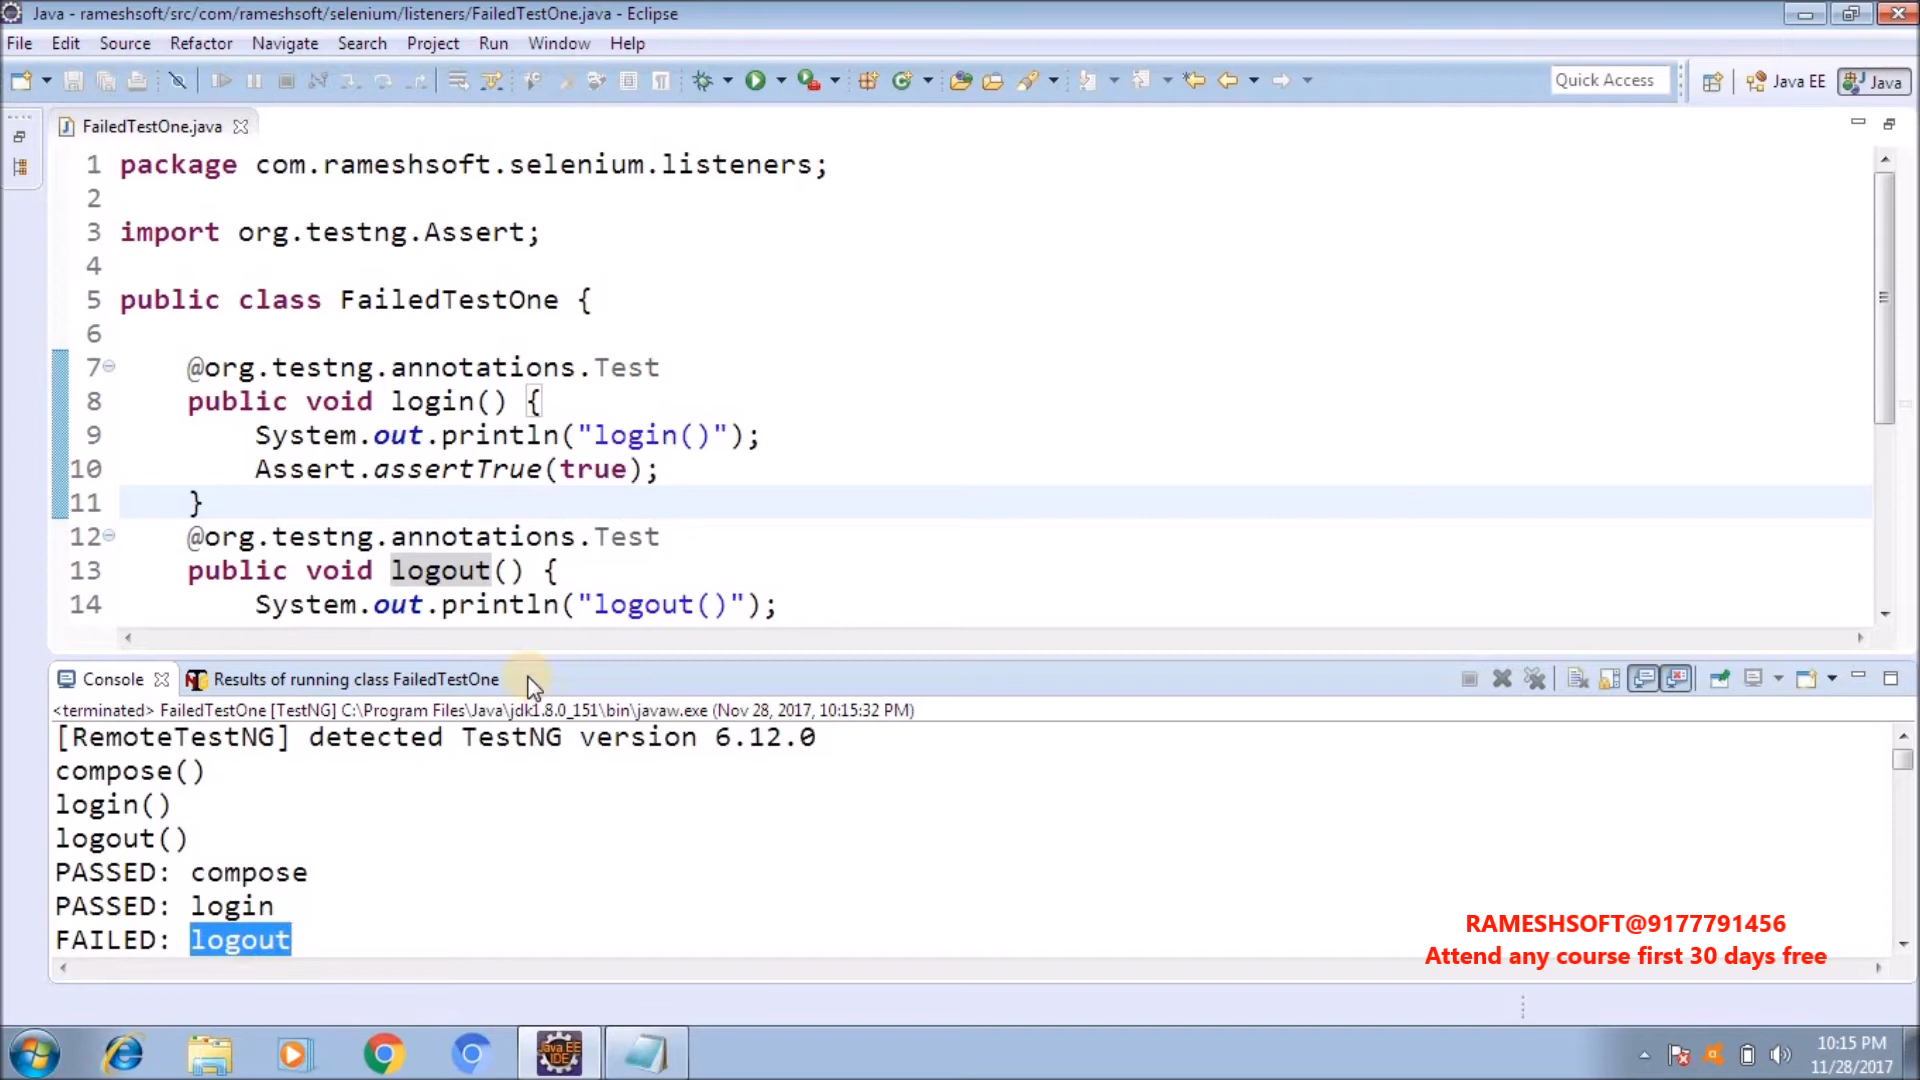 Java - rameshsoft/src/com/rameshsoft/selenium/listeners/FailedTestOne.java - Eclipse
File Edit Source Refactor Navigate Search Project Run Window Help
Quick Access Java EE Java
FailedTestOne.java
1 package com.rameshsoft.selenium.listeners;
2
3 import org.testng.Assert;
4
5 public class FailedTestOne {
6
7 @org.testng.annotations.Test
8 public void login() {
9 System.out.println("login()");
10 Assert.assertTrue(true);
11 }
12 @org.testng.annotations.Test
13 public void logout() {
14 System.out.println("logout()");
Console Results of running class FailedTestOne
<terminated> FailedTestOne [TestNG] C:\Program Files\Java\jdk1.8.0_151\bin\javaw.exe (Nov 28, 2017, 10:15:32 PM)
[RemoteTestNG] detected TestNG version 6.12.0
compose()
login()
logout()
PASSED: compose
PASSED: login
FAILED: logout
RAMESHSOFT@9177791456
Attend any course first 30 days free
Java EE
IDE
10:15 PM
11/28/2017